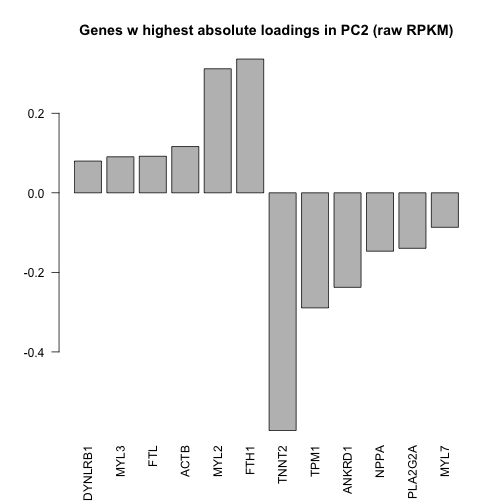 Genes w highest absolute loadings in PC2 (raw RPKM)
0.2
0.0
-0.2
-0.4
DYNLRB1
MYL3
FTL
ACTB
MYL2
FTH1
TNNT2
TPM1
ANKRD1
NPPA
PLA2G2A
MYL7